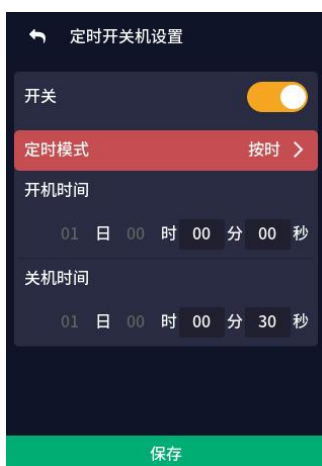 定时开关机设置
开关
定时模式 按时
开机时间
01 日 00 时 00 分 00 秒
关机时间
01 日 00 时 00 分 30 秒
保存